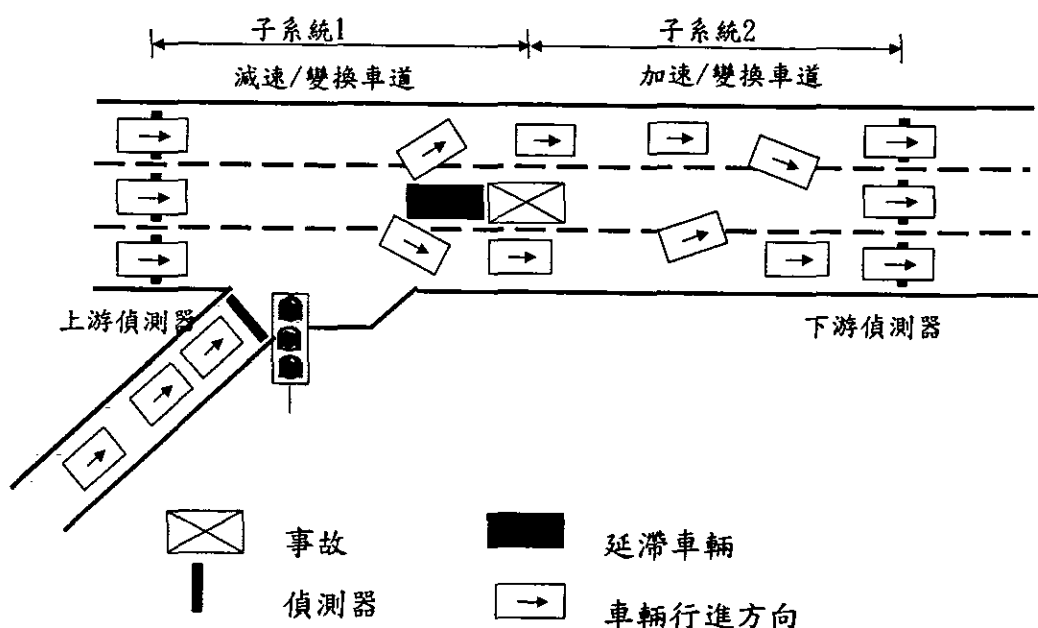 子系統1
子系統2
減速/變換車道
加速/變換車道
上游偵測器
下游偵測器
事故
延滯車輛
偵測器
車輛行進方向